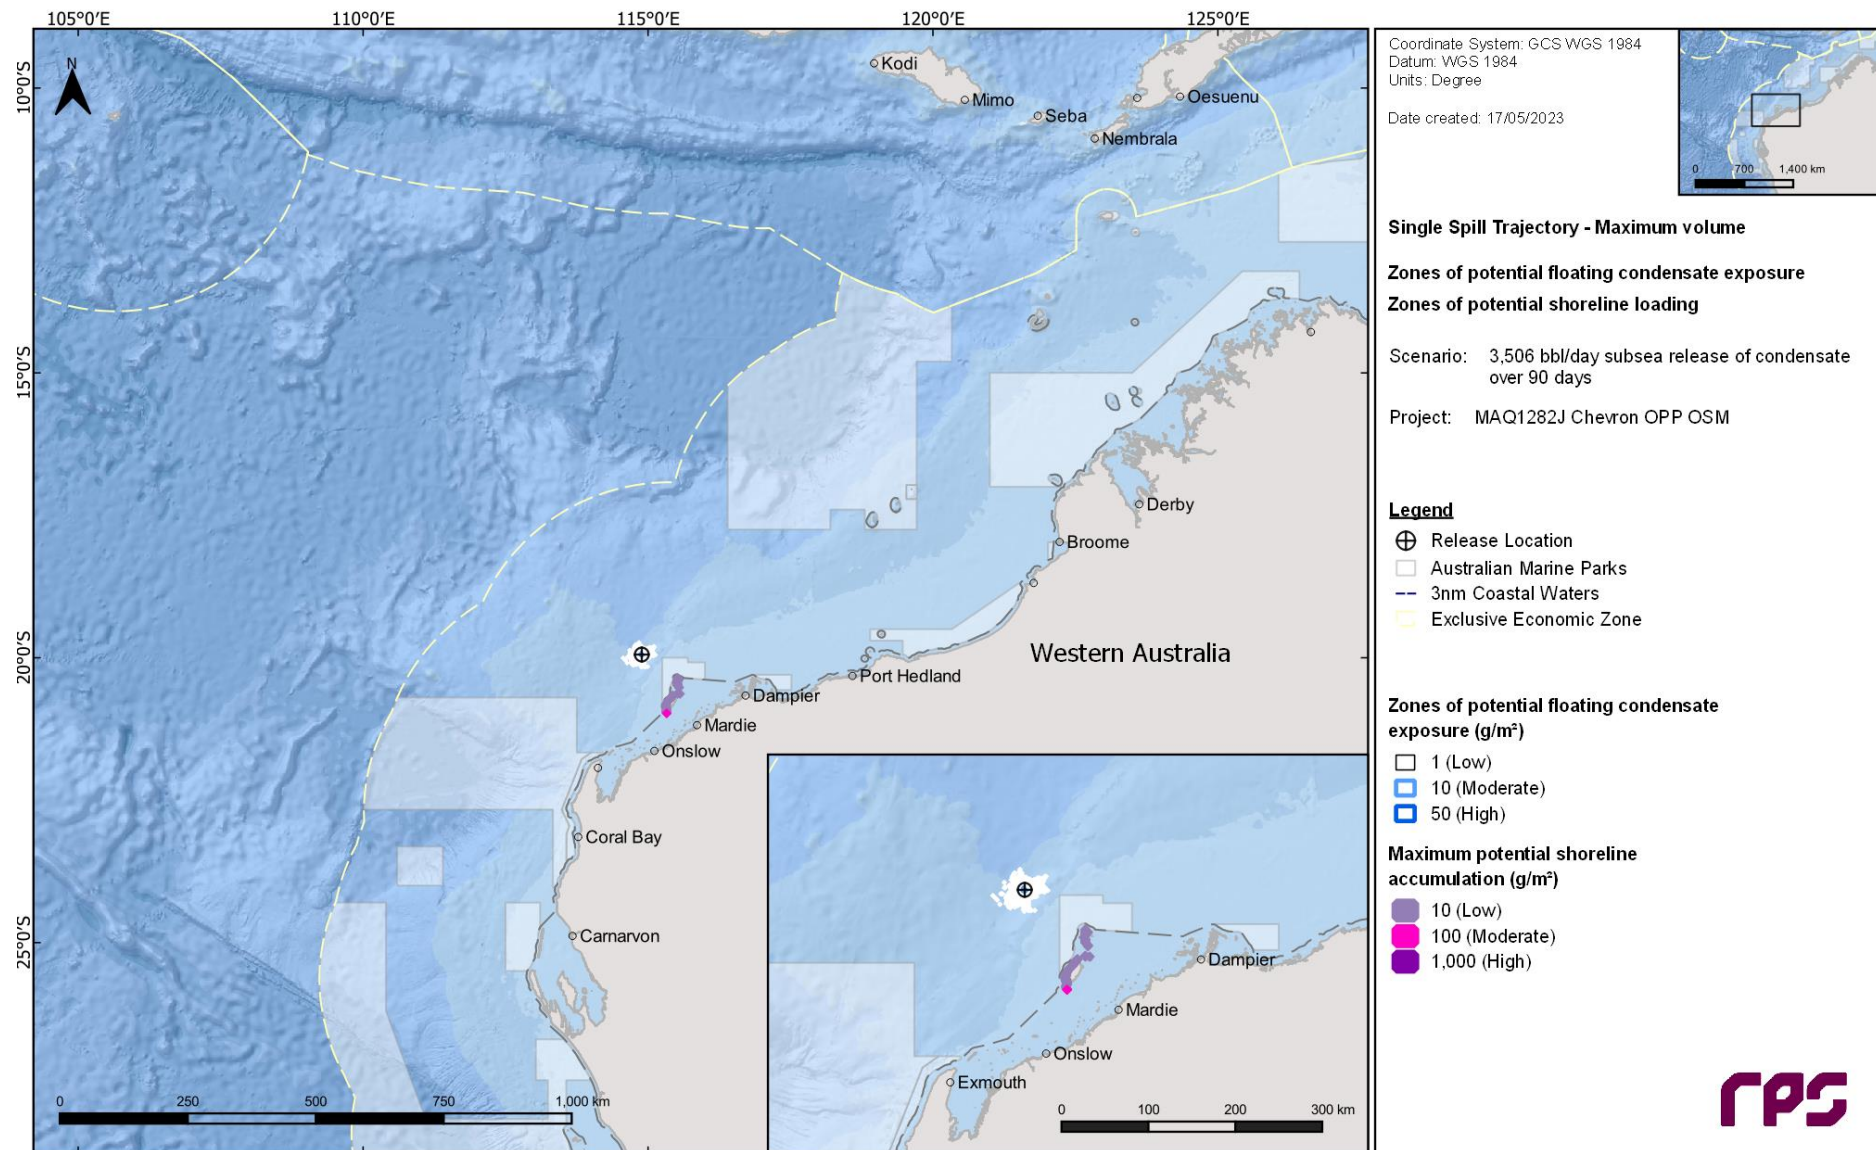 105°0'E
110°0'E
115°0'E
120°0'E
125°0'E
10°0'S
15°0'S
20°0'S
25°0'S
N
Kodi
Mimo
Seba
Oesuenu
Nembrala
Derby
Broome
Western Australia
Port Hedland
Dampier
Mardie
Onslow
Coral Bay
Carnarvon
0 250 500 750 1,000 km
Dampier
Mardie
Onslow
Exmouth
0 100 200 300 km
Coordinate System: GCS WGS 1984
Datum: WGS 1984
Units: Degree
Date created: 17/05/2023
0 700 1,400 km
Single Spill Trajectory - Maximum volume
Zones of potential floating condensate exposure
Zones of potential shoreline loading
Scenario: 3,506 bbl/day subsea release of condensate
over 90 days
Project: MAQ1282J Chevron OPP OSM
Legend
Release Location
Australian Marine Parks
3nm Coastal Waters
Exclusive Economic Zone
Zones of potential floating condensate
exposure (g/m²)
1 (Low)
10 (Moderate)
50 (High)
Maximum potential shoreline
accumulation (g/m²)
10 (Low)
100 (Moderate)
1,000 (High)
rps